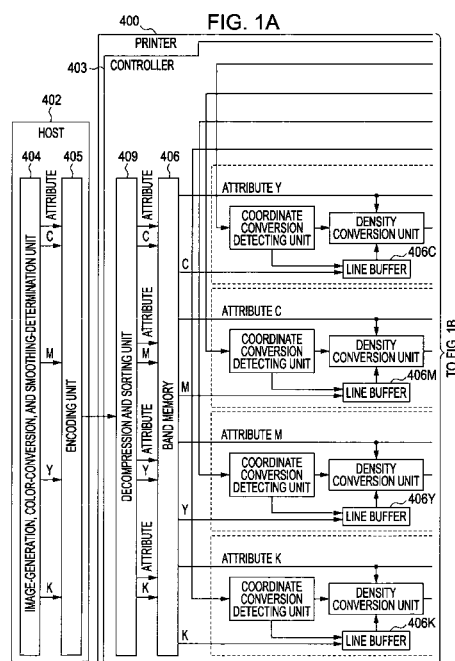 FIG. 1A
400
PRINTER
403
CONTROLLER
402
HOST
404
405
409
406
IMAGE-GENERATION, COLOR-CONVERSION, AND SMOOTHING-DETERMINATION UNIT
ATTRIBUTE
C
M
Y
K
ENCODING UNIT
DECOMPRESSION AND SORTING UNIT
ATTRIBUTE
C
ATTRIBUTE
M
ATTRIBUTE
Y
ATTRIBUTE
K
BAND MEMORY
ATTRIBUTE Y
COORDINATE
CONVERSION
DETECTING UNIT
DENSITY
CONVERSION UNIT
406C
C
LINE BUFFER
ATTRIBUTE C
COORDINATE
CONVERSION
DETECTING UNIT
DENSITY
CONVERSION UNIT
406M
M
LINE BUFFER
ATTRIBUTE M
COORDINATE
CONVERSION
DETECTING UNIT
DENSITY
CONVERSION UNIT
406Y
Y
LINE BUFFER
ATTRIBUTE K
COORDINATE
CONVERSION
DETECTING UNIT
DENSITY
CONVERSION UNIT
406K
K
LINE BUFFER
TO FIG. 1B